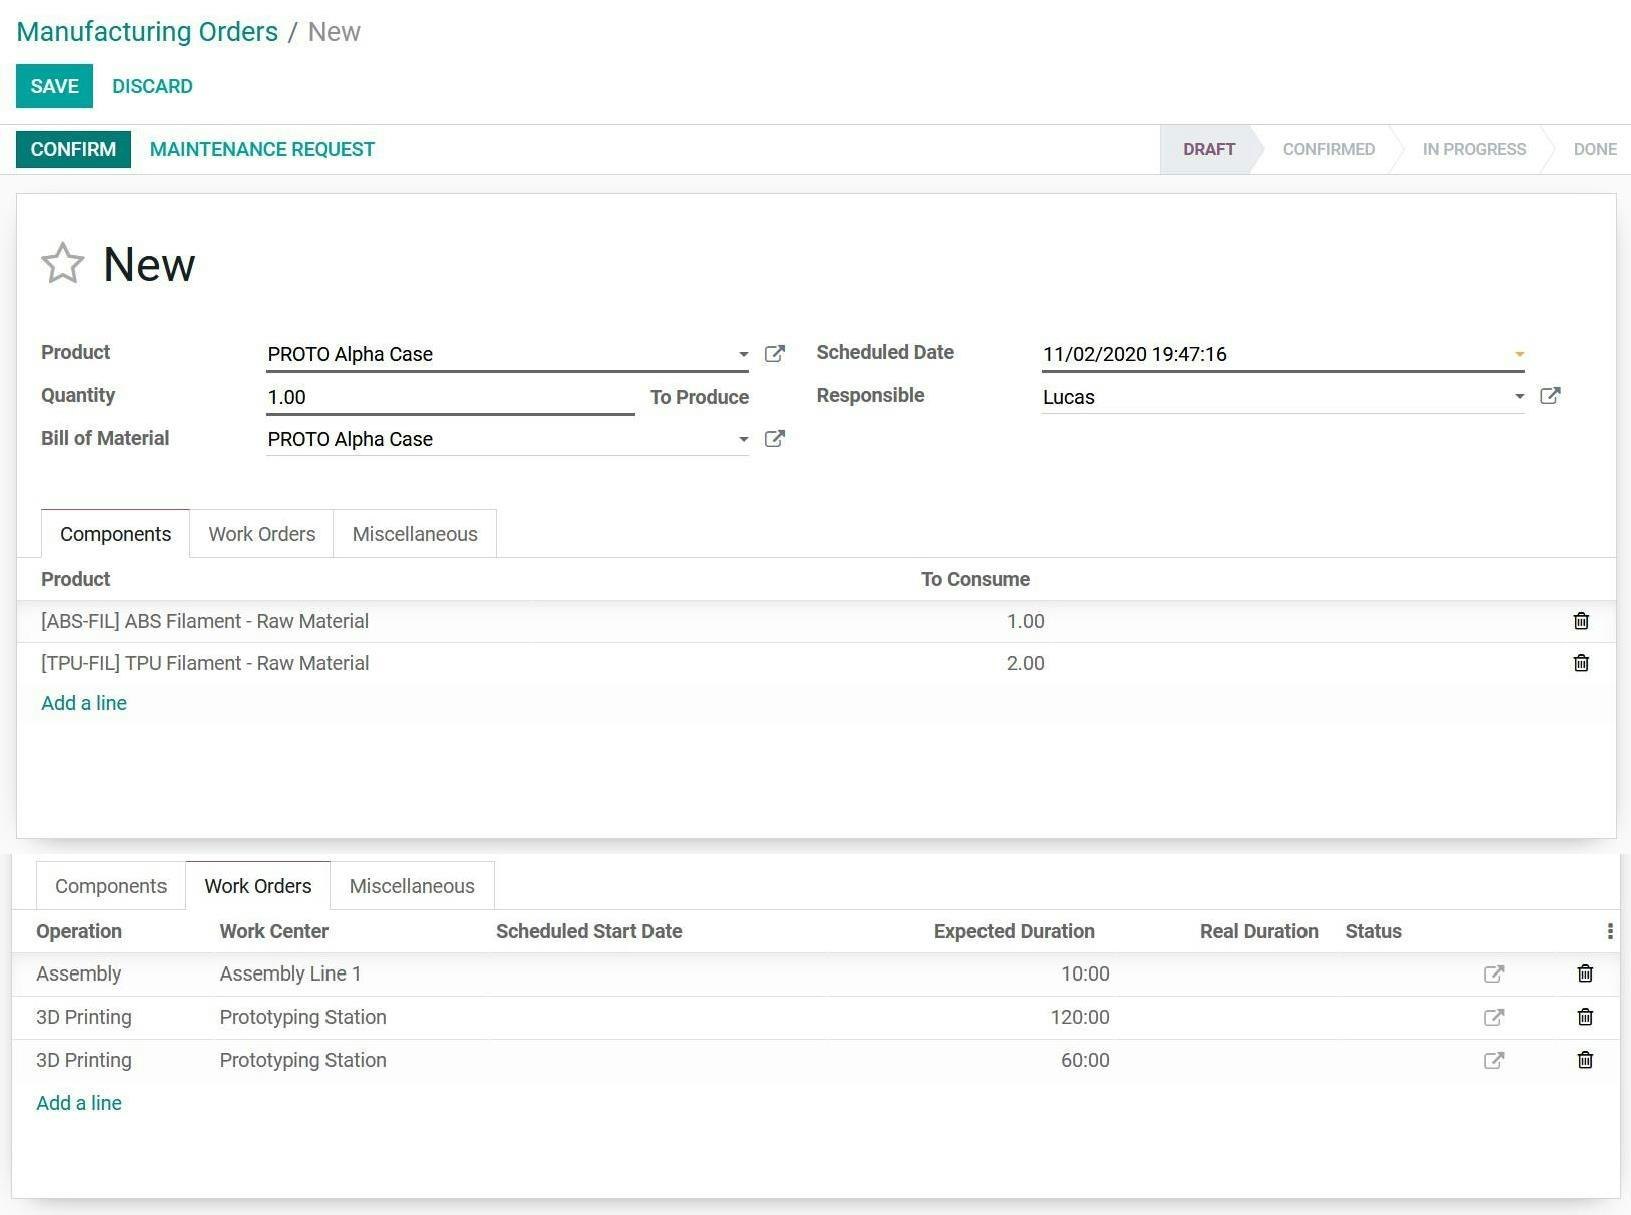 Manufacturing Orders / New
SAVE DISCARD
CONFIRM MAINTENANCE REQUEST DRAFT CONFIRMED IN PROGRESS DONE
New
Product PROTO Alpha Case Scheduled Date 11/02/2020 19:47:16
Quantity 1.00 To Produce Responsible Lucas
Bill of Material PROTO Alpha Case
Components Work Orders Miscellaneous
Product To Consume
[ABS-FIL] ABS Filament - Raw Material 1.00
[TPU-FIL] TPU Filament - Raw Material 2.00
Add a line
Components Work Orders Miscellaneous
Operation Work Center Scheduled Start Date Expected Duration Real Duration Status
Assembly Assembly Line 1 10:00
3D Printing Prototyping Station 120:00
3D Printing Prototyping Station 60:00
Add a line